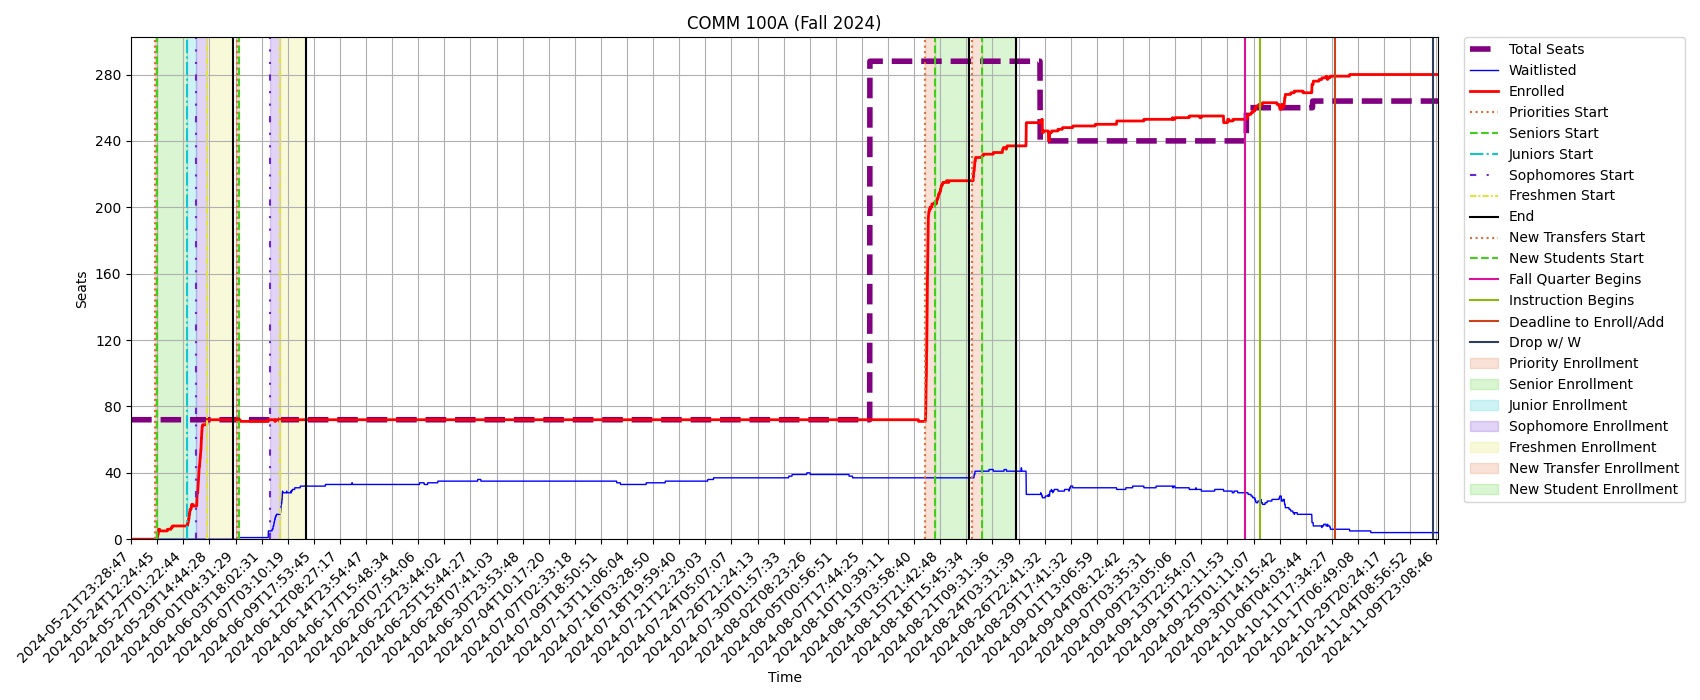 COMM 100A (Fall 2024)
Seats
280
240
200
160
120
80
40
0
2024-05-21T23:28:47
2024-05-24T12:24:45
2024-05-27T01:22:44
2024-05-29T14:44:28
2024-06-01T04:31:29
2024-06-03T18:02:31
2024-06-07T03:10:19
2024-06-09T17:53:45
2024-06-12T08:27:17
2024-06-14T23:54:47
2024-06-17T15:48:34
2024-06-20T07:54:06
2024-06-22T23:44:02
2024-06-25T15:44:27
2024-06-28T07:41:03
2024-06-30T23:53:48
2024-07-04T10:17:20
2024-07-07T02:33:18
2024-07-09T18:50:51
2024-07-13T11:06:04
2024-07-16T03:28:50
2024-07-18T19:59:40
2024-07-21T12:23:03
2024-07-24T05:07:07
2024-07-26T21:24:13
2024-07-30T01:57:33
2024-08-02T08:23:26
2024-08-05T00:56:51
2024-08-07T17:44:25
2024-08-10T10:39:11
2024-08-13T03:58:40
2024-08-15T21:42:48
2024-08-18T15:45:34
2024-08-21T09:31:36
2024-08-24T03:31:39
2024-08-26T22:41:32
2024-08-29T17:41:32
2024-09-01T13:06:59
2024-09-04T08:12:42
2024-09-07T03:35:31
2024-09-09T23:05:06
2024-09-13T22:54:07
2024-09-19T12:11:53
2024-09-25T01:11:07
2024-09-30T14:15:42
2024-10-06T04:03:44
2024-10-11T17:34:27
2024-10-17T06:49:08
2024-10-29T20:24:17
2024-11-04T08:56:52
2024-11-09T23:08:46
Time
Total Seats
Waitlisted
Enrolled
Priorities Start
Seniors Start
Juniors Start
Sophomores Start
Freshmen Start
End
New Transfers Start
New Students Start
Fall Quarter Begins
Instruction Begins
Deadline to Enroll/Add
Drop w/ W
Priority Enrollment
Senior Enrollment
Junior Enrollment
Sophomore Enrollment
Freshmen Enrollment
New Transfer Enrollment
New Student Enrollment